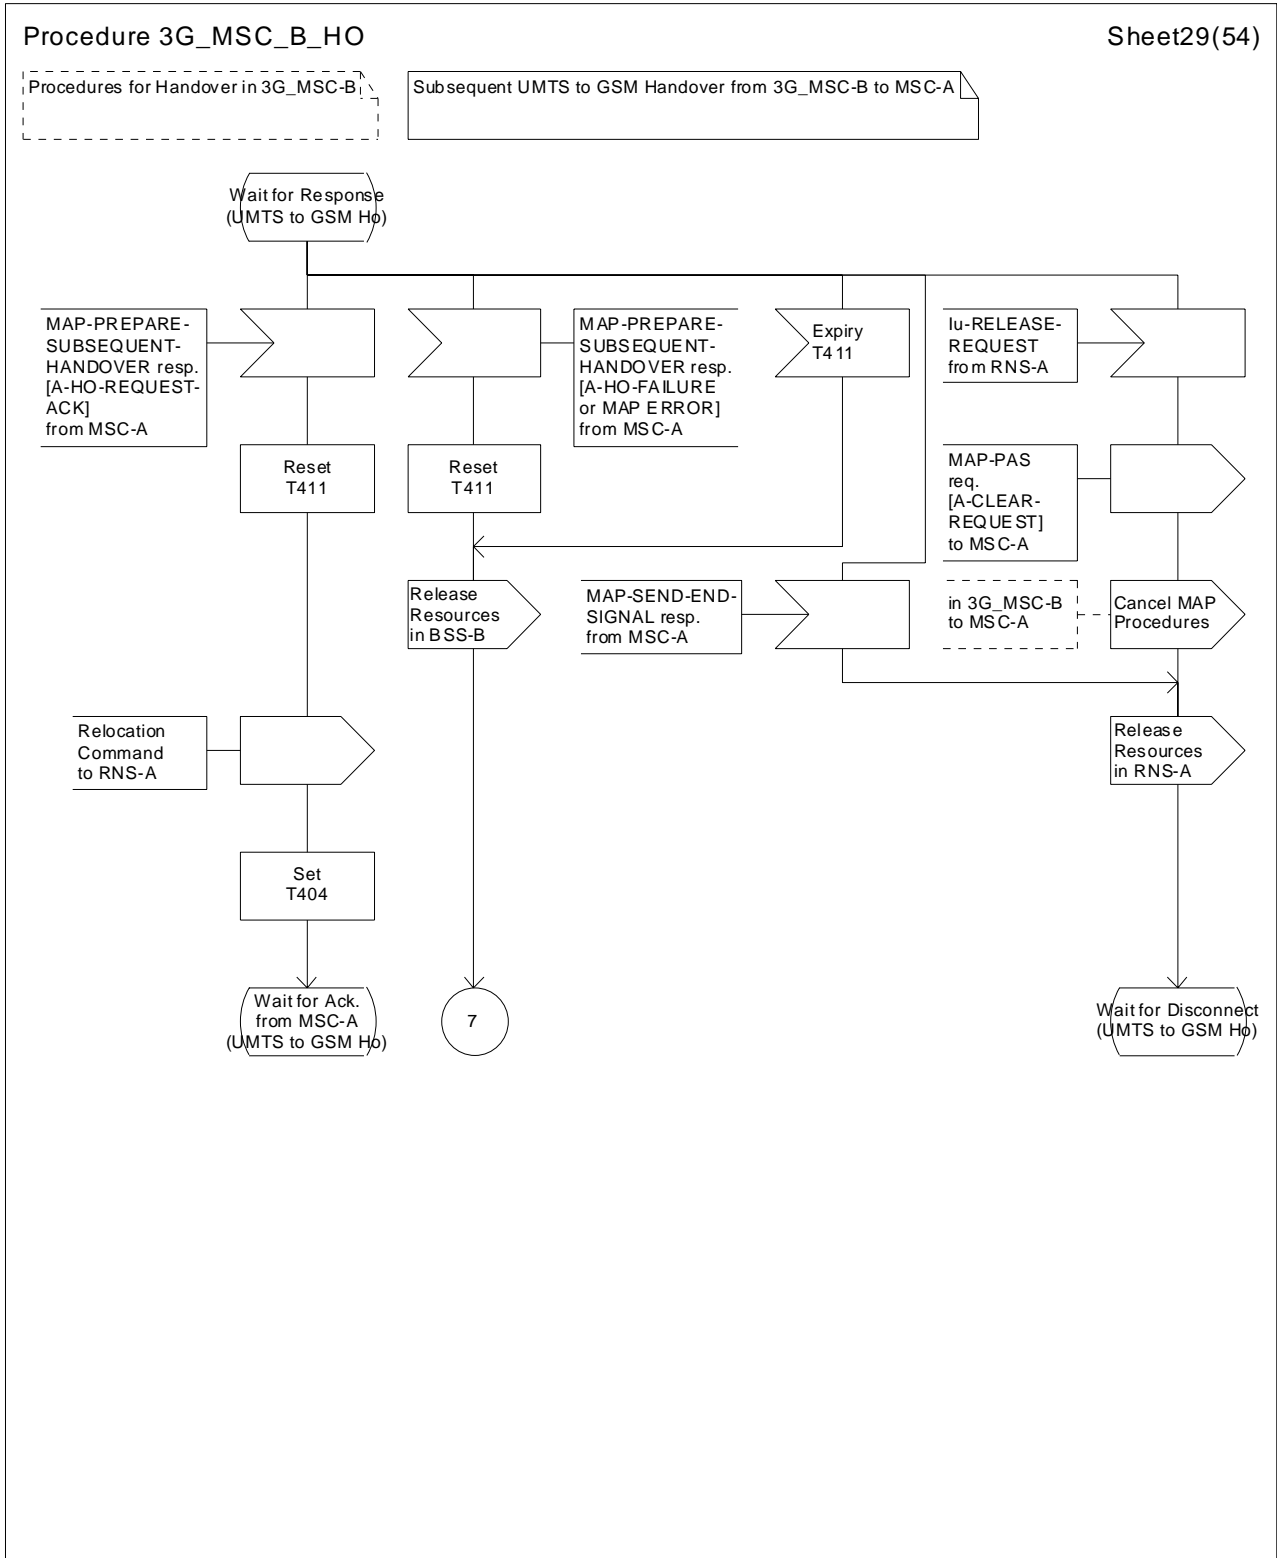 Procedure 3G_MSC_B_HO
Sheet29(54)
Procedures for Handover in 3G_MSC-B
Subsequent UMTS to GSM Handover from 3G_MSC-B to MSC-A
Wait for Response
(UMTS to GSM Ho)
MAP-PREPARE-
SUBSEQUENT-
HANDOVER resp.
[A-HO-REQUEST-
ACK]
from MSC-A
MAP-PREPARE-
SUBSEQUENT-
HANDOVER resp.
[A-HO-FAILURE
or MAP ERROR]
from MSC-A
Expiry
T411
Iu-RELEASE-
REQUEST
from RNS-A
Reset
T411
Reset
T411
MAP-PAS
req.
[A-CLEAR-
REQUEST]
to MSC-A
Release
Resources
in BSS-B
MAP-SEND-END-
SIGNAL resp.
from MSC-A
in 3G_MSC-B
to MSC-A
Cancel MAP
Procedures
Relocation
Command
to RNS-A
Release
Resources
in RNS-A
Set
T404
Wait for Ack.
from MSC-A
(UMTS to GSM Ho)
7
Wait for Disconnect
(UMTS to GSM Ho)